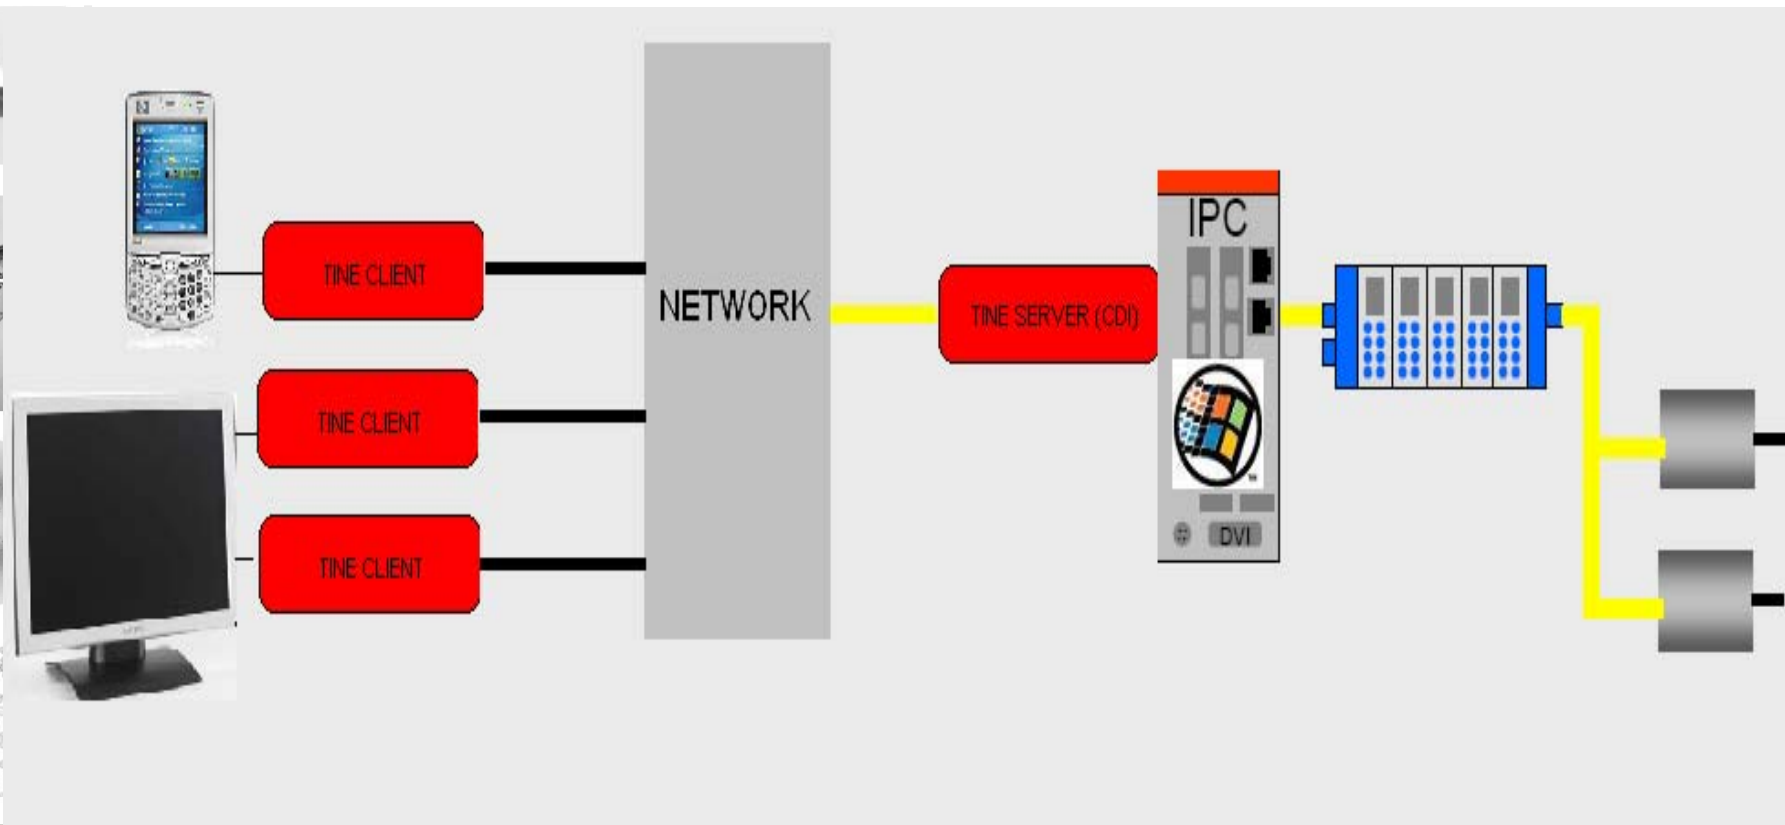 TINE CLIENT
TINE CLIENT
TINE CLIENT
NETWORK
TINE SERVER (CDI)
IPC
DVI